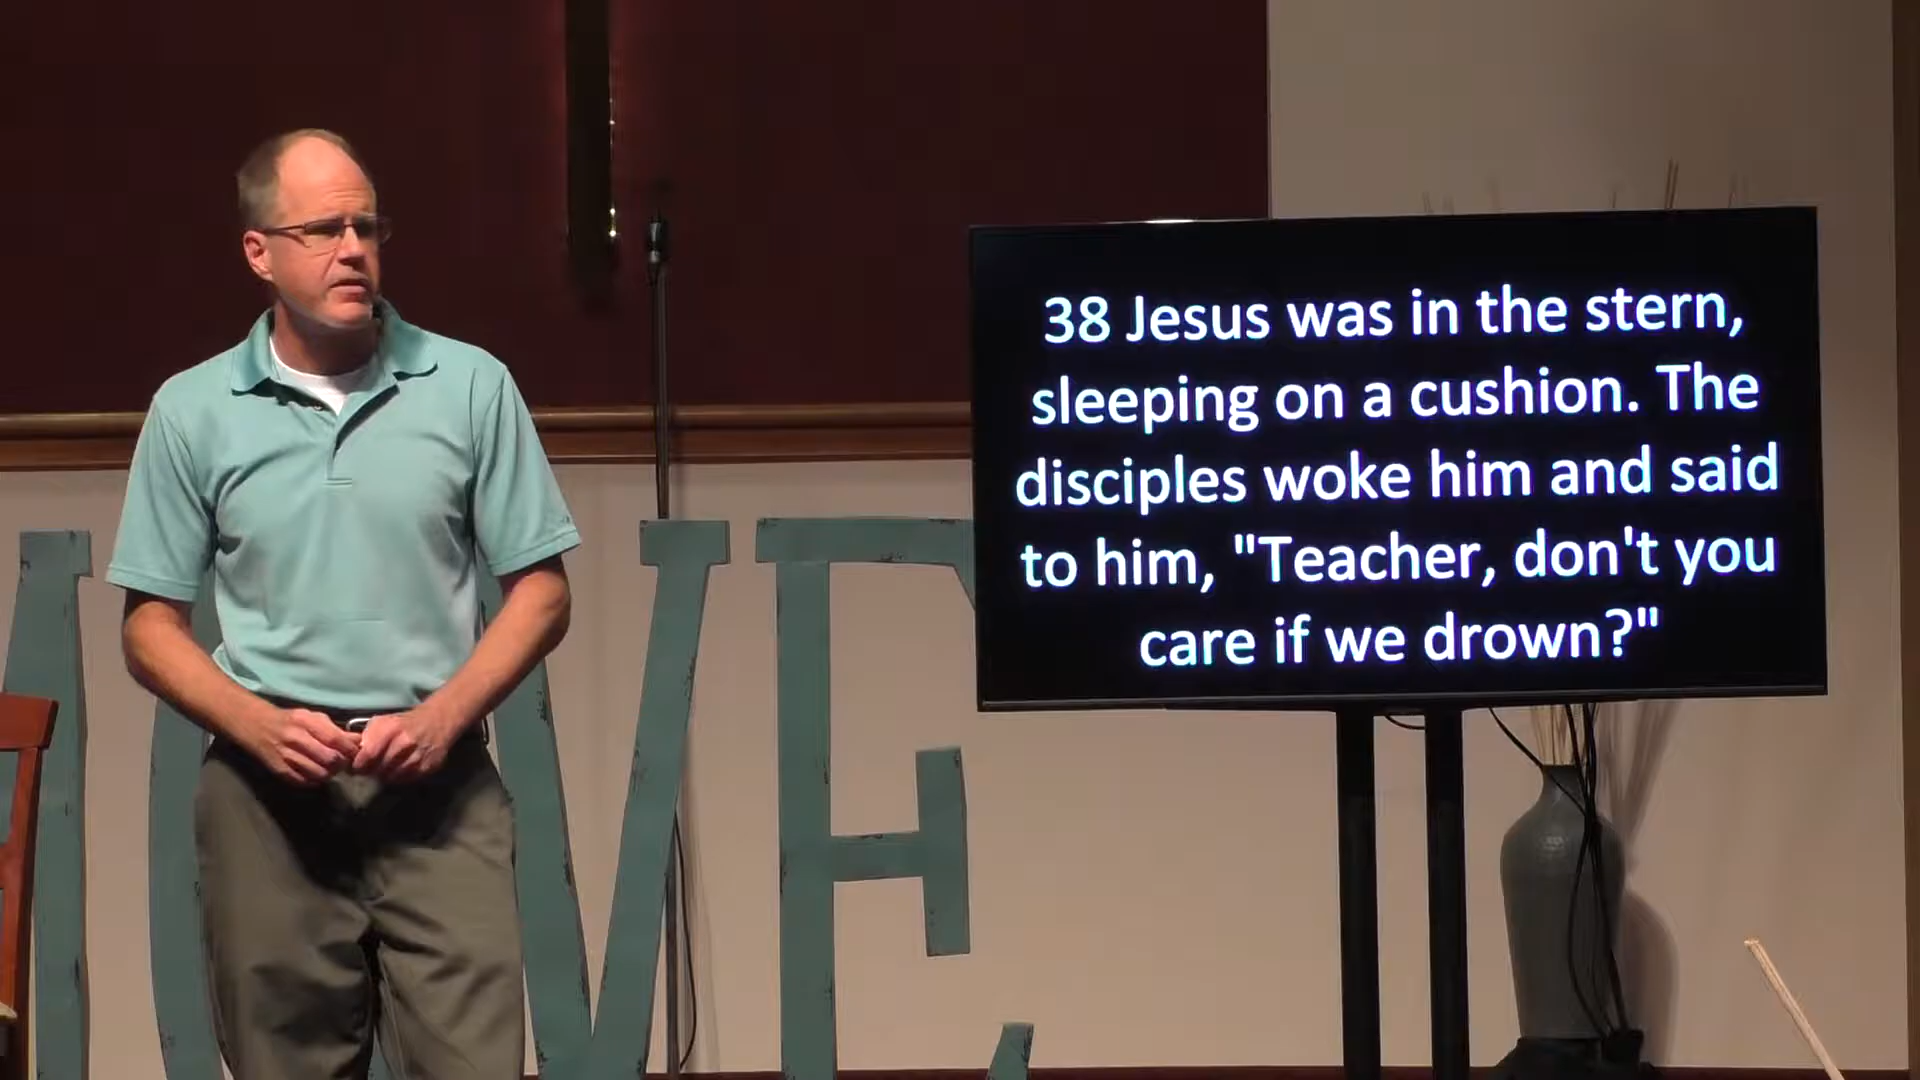 38 Jesus was in the stern,
sleeping on a cushion. The
disciples woke him and said
to him, "Teacher, don't you
care if we drown?"
MOVE